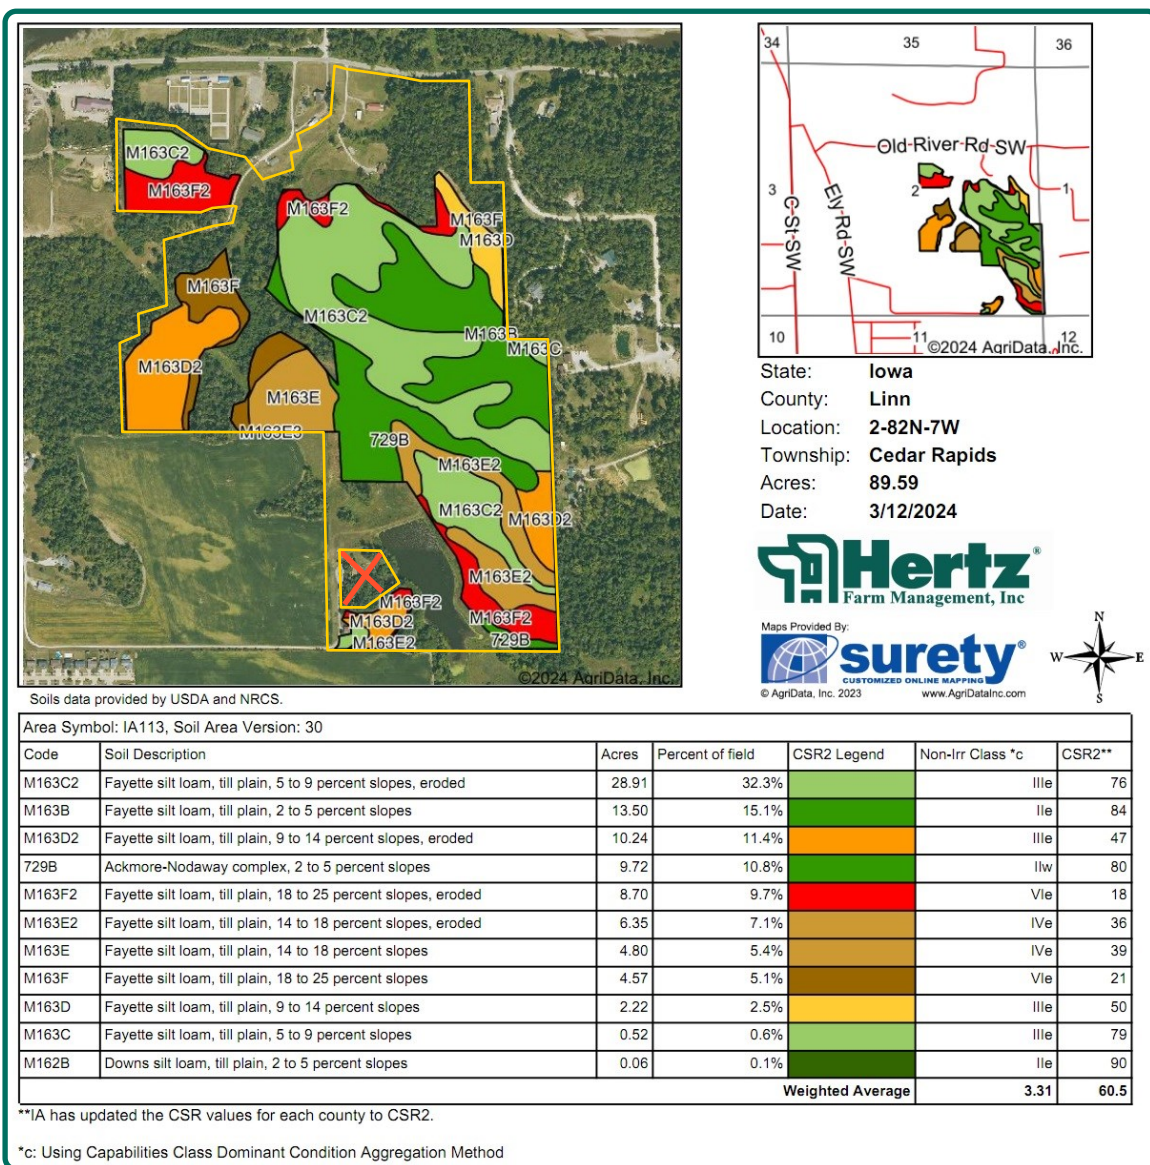 M163C2
M163F2
M163F2
M163F
M163D
M163F
M163C2
M163B
M163C
M163D2
M163E
M163E3
729B
M163E2
M163C2
M163D2
M163E2
M163F2
M163F2
M163D2
M163E2
729B
©2024 AgriData, Inc.
Soils data provided by USDA and NRCS.
34
35
36
Old River Rd SW
3
2
1
C St SW
Ely Rd SW
10
11
12
©2024 AgriData, Inc.
State: Iowa
County: Linn
Location: 2-82N-7W
Township: Cedar Rapids
Acres: 89.59
Date: 3/12/2024
Hertz®
Farm Management, Inc
Maps Provided By:
surety®
CUSTOMIZED ONLINE MAPPING
© AgriData, Inc. 2023 www.AgriDataInc.com
N
W E
S
Area Symbol: IA113, Soil Area Version: 30
Code Soil Description Acres Percent of field CSR2 Legend Non-Irr Class *c CSR2**
M163C2 Fayette silt loam, till plain, 5 to 9 percent slopes, eroded 28.91 32.3% IIIe 76
M163B Fayette silt loam, till plain, 2 to 5 percent slopes 13.50 15.1% IIe 84
M163D2 Fayette silt loam, till plain, 9 to 14 percent slopes, eroded 10.24 11.4% IIIe 47
729B Ackmore-Nodaway complex, 2 to 5 percent slopes 9.72 10.8% IIw 80
M163F2 Fayette silt loam, till plain, 18 to 25 percent slopes, eroded 8.70 9.7% VIe 18
M163E2 Fayette silt loam, till plain, 14 to 18 percent slopes, eroded 6.35 7.1% IVe 36
M163E Fayette silt loam, till plain, 14 to 18 percent slopes 4.80 5.4% IVe 39
M163F Fayette silt loam, till plain, 18 to 25 percent slopes 4.57 5.1% VIe 21
M163D Fayette silt loam, till plain, 9 to 14 percent slopes 2.22 2.5% IIIe 50
M163C Fayette silt loam, till plain, 5 to 9 percent slopes 0.52 0.6% IIIe 79
M162B Downs silt loam, till plain, 2 to 5 percent slopes 0.06 0.1% IIe 90
Weighted Average 3.31 60.5
**IA has updated the CSR values for each county to CSR2.
*c: Using Capabilities Class Dominant Condition Aggregation Method